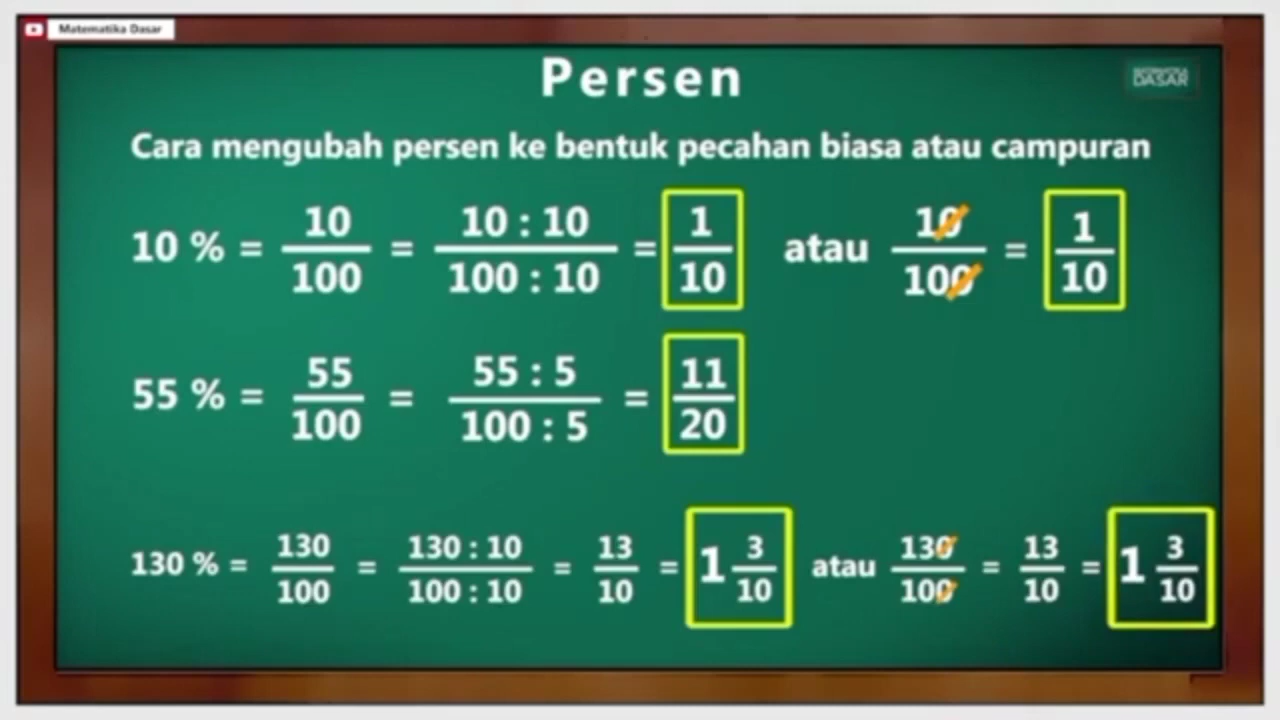 Matematika Dasar
Persen
DASAR
Cara mengubah persen ke bentuk pecahan biasa atau campuran
10 % = 10/100 = 10 : 10/100 : 10 = 1/10 atau 10/100 = 1/10
55 % = 55/100 = 55 : 5/100 : 5 = 11/20
130 % = 130/100 = 130 : 10/100 : 10 = 13/10 = 1 3/10 atau 130/100 = 13/10 = 1 3/10